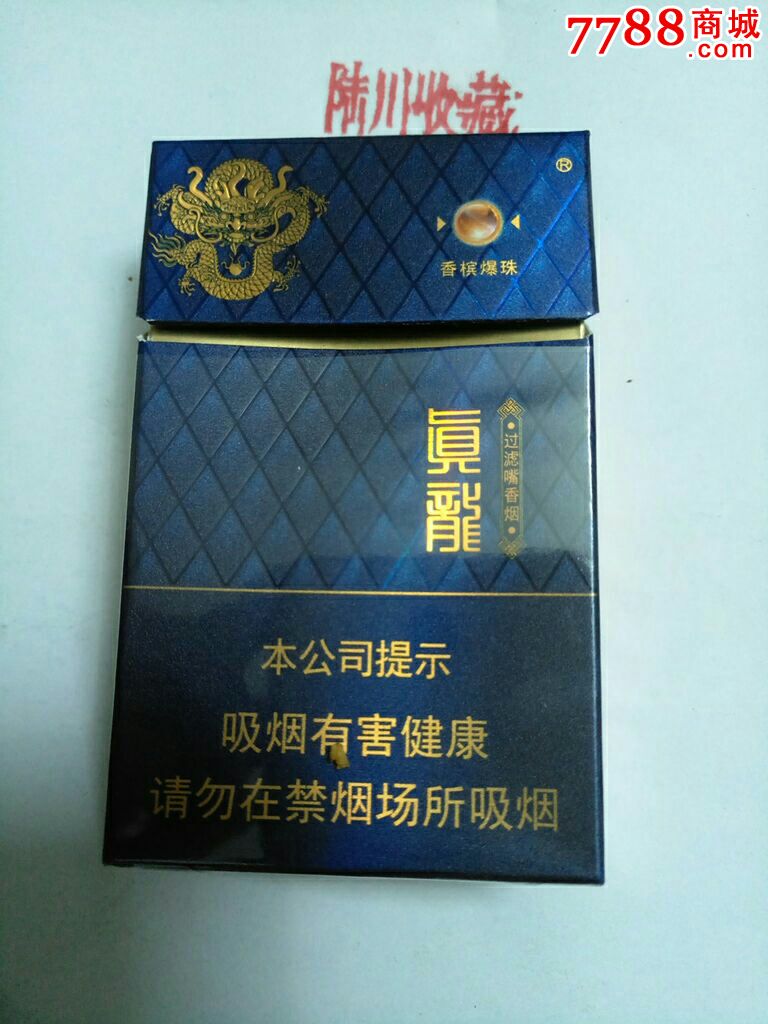 7788商城
.com
陆川收藏
®
香槟爆珠
真龍
•过滤嘴香烟•
本公司提示
吸烟有害健康
请勿在禁烟场所吸烟